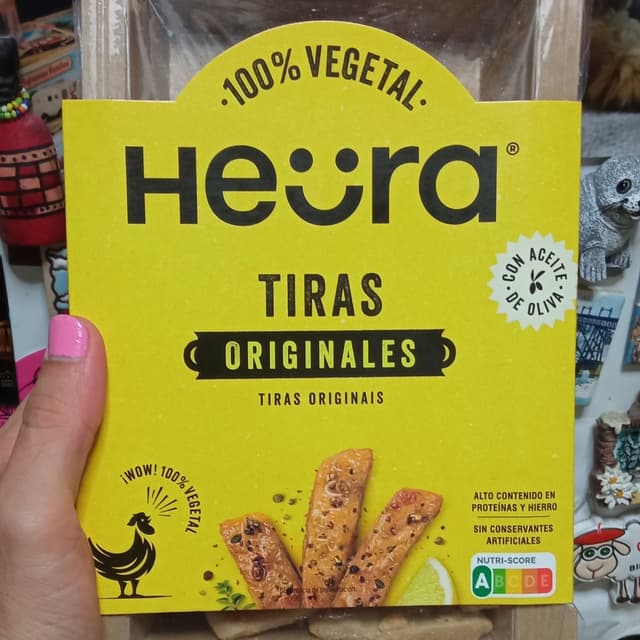 100% VEGETAL
Heüra®
TIRAS
ORIGINALES
TIRAS ORIGINAIS
CON ACEITE
DE OLIVA
¡WOW! 100% VEGETAL
ALTO CONTENIDO EN
PROTEÍNAS Y HIERRO
SIN CONSERVANTES
ARTIFICIALES
NUTRI-SCORE
A B C D E